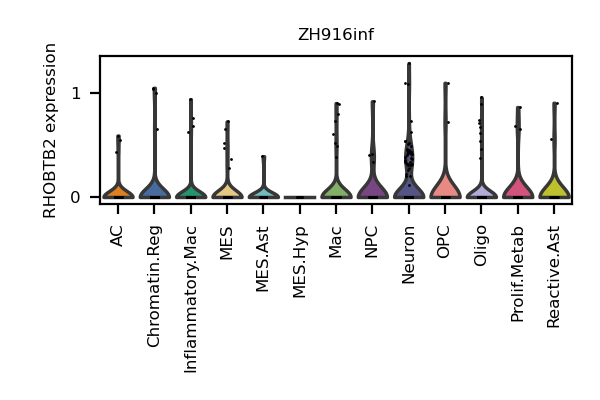 ZH916inf
RHOBTB2 expression
1
0
AC
Chromatin.Reg
Inflammatory.Mac
MES
MES.Ast
MES.Hyp
Mac
NPC
Neuron
OPC
Oligo
Prolif.Metab
Reactive.Ast